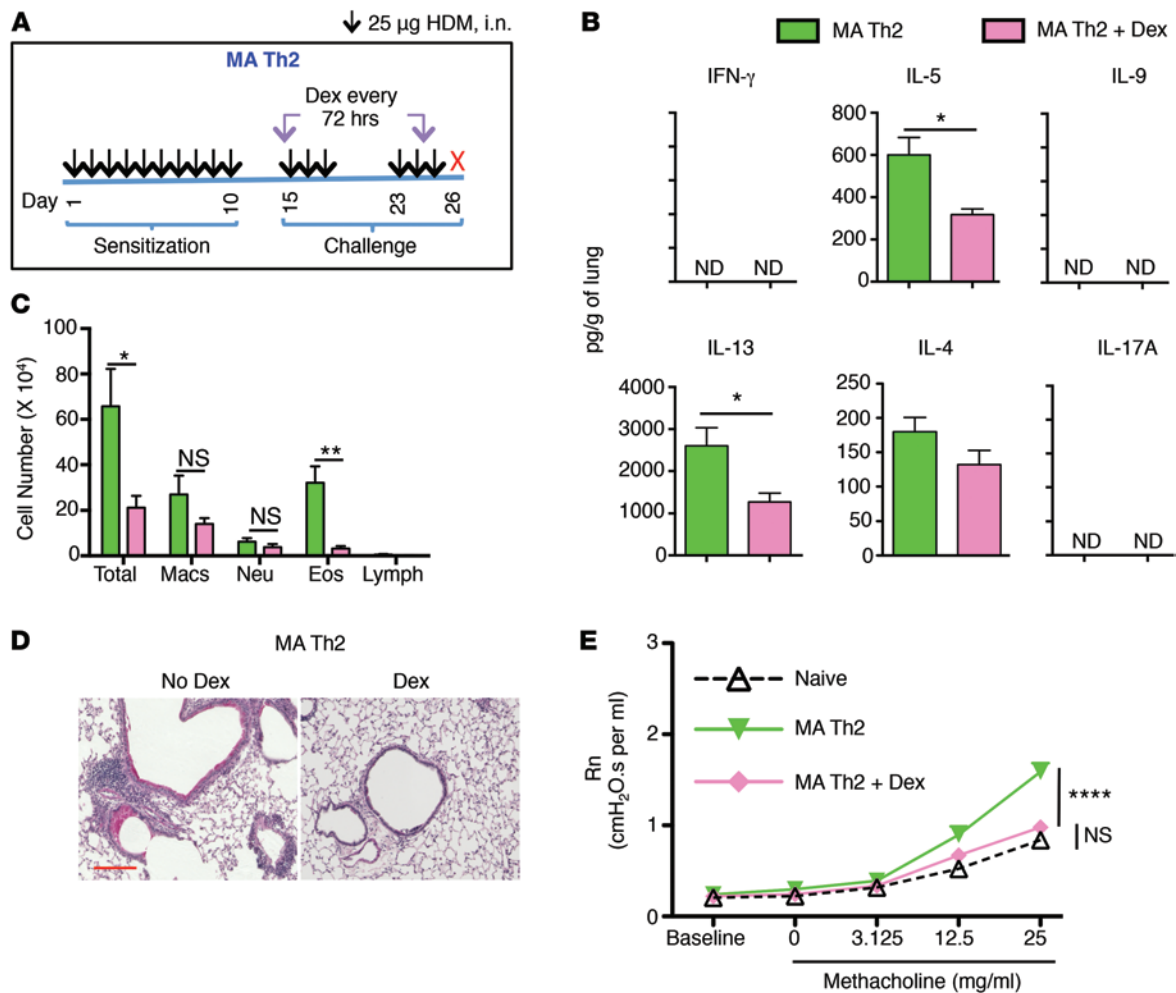 A
25 µg HDM, i.n.
MA Th2
Dex every
72 hrs
X
Day
1
10
15
23
26
Sensitization
Challenge
B
MA Th2
MA Th2 + Dex
pg/g of lung
IFN-γ
ND
ND
IL-5
800
600
400
200
0
*
IL-9
ND
ND
IL-13
4000
3000
2000
1000
0
*
IL-4
250
200
150
100
50
0
IL-17A
ND
ND
C
Cell Number (X 10⁴)
100
80
60
40
20
0
*
NS
NS
**
Total
Macs
Neu
Eos
Lymph
D
MA Th2
No Dex
Dex
E
Rn
(cmH₂O.s per ml)
3
2
1
0
Naive
MA Th2
MA Th2 + Dex
****
NS
Baseline
0
3.125
12.5
25
Methacholine (mg/ml)